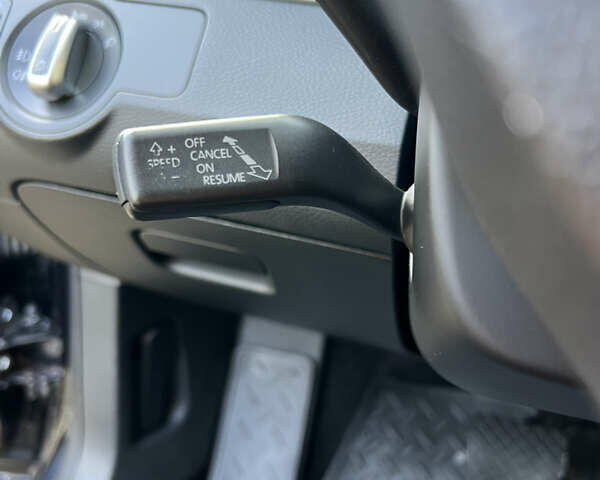 OFF
+ CANCEL
SPEED ON
- RESUME